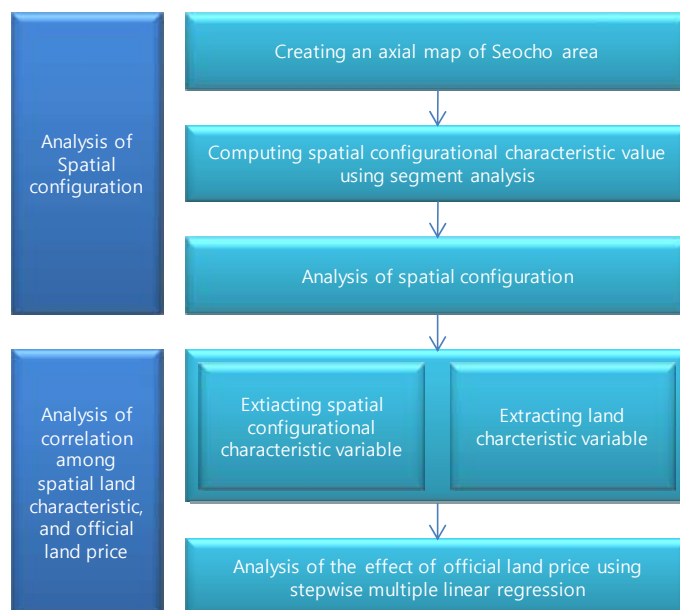 Analysis of
Spatial
configuration
Creating an axial map of Seocho area
Computing spatial configurational characteristic value
using segment analysis
Analysis of spatial configuration
Analysis of
correlation
among
spatial land
characteristic,
and official
land price
Extiacting spatial
configurational
characteristic variable
Extracting land
charcteristic variable
Analysis of the effect of official land price using
stepwise multiple linear regression